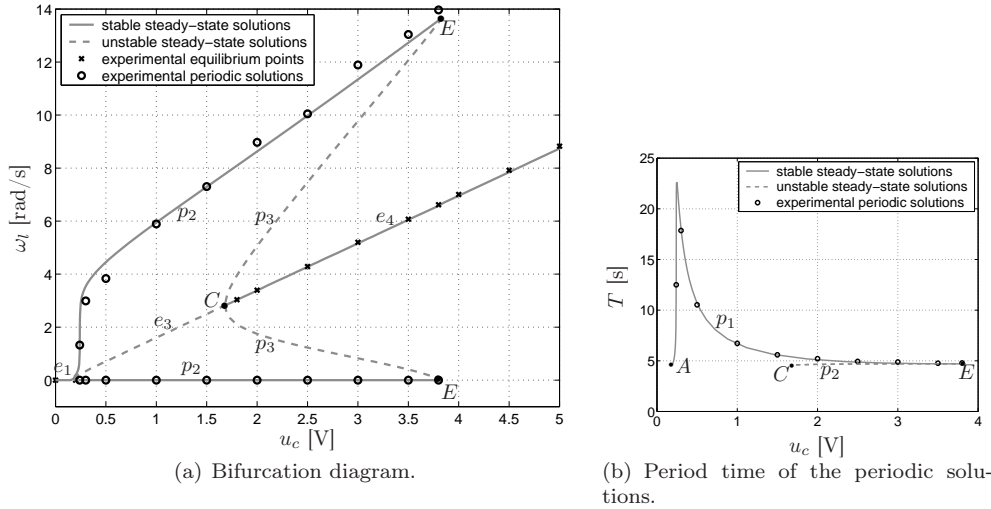 14
12
10
8
6
4
2
0
ω_l [rad/s]
stable steady−state solutions
unstable steady−state solutions
experimental equilibrium points
experimental periodic solutions
E
p_2
p_3
e_4
C
e_3
p_3
e_1
p_2
E
0 0.5 1 1.5 2 2.5 3 3.5 4 4.5 5
u_c [V]
(a) Bifurcation diagram.
25
20
15
10
5
0
T [s]
stable steady−state solutions
unstable steady−state solutions
experimental periodic solutions
p_1
A
C
p_2
E
0 1 2 3 4
u_c [V]
(b) Period time of the periodic solu-
tions.